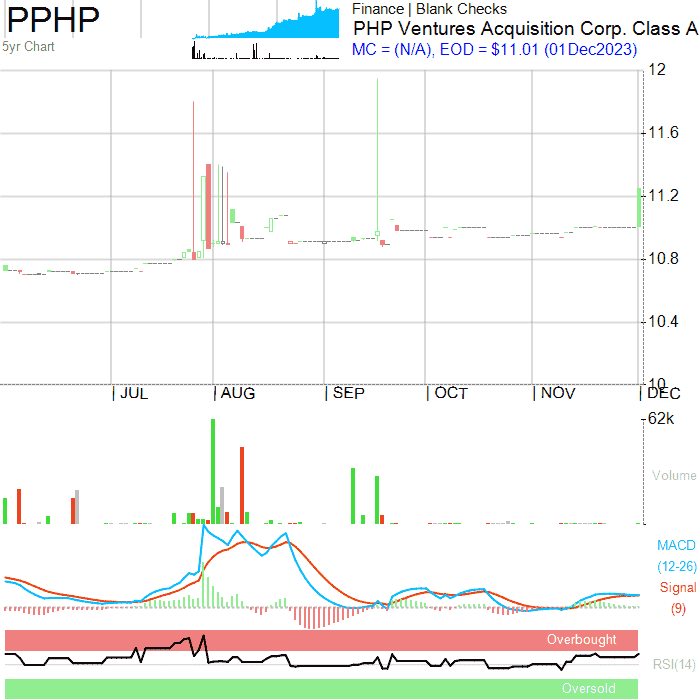 PPHP
5yr Chart
Finance | Blank Checks
PHP Ventures Acquisition Corp. Class A
MC = (N/A), EOD = $11.01 (01Dec2023)
12
11.6
11.2
10.8
10.4
10
| JUL
| AUG
| SEP
| OCT
| NOV
| DEC
62k
Volume
MACD
(12-26)
Signal
(9)
Overbought
RSI(14)
Oversold